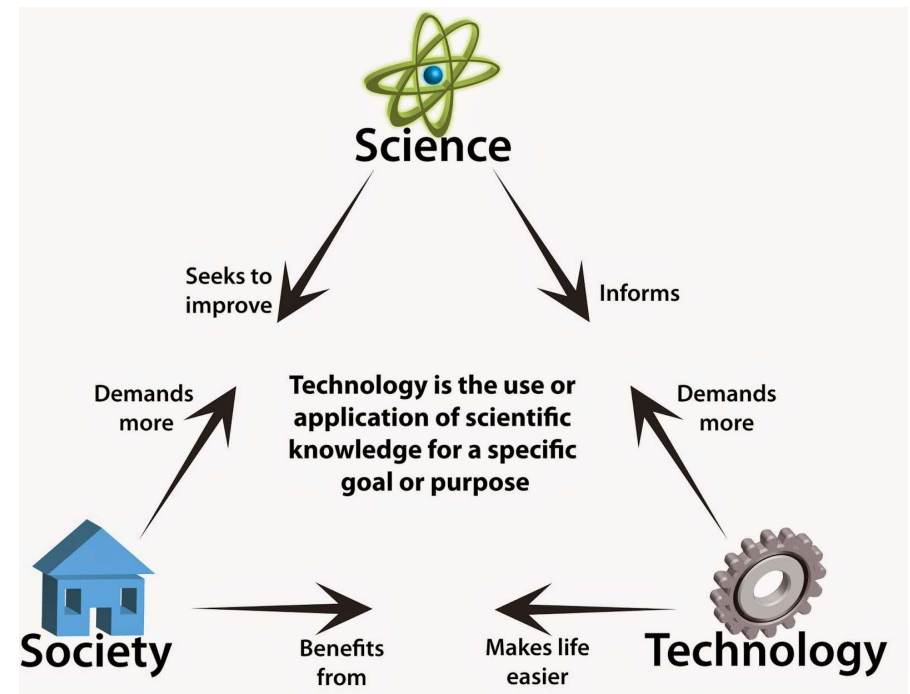 Science
Seeks to
improve
Informs
Demands
more
Technology is the use or
application of scientific
knowledge for a specific
goal or purpose
Demands
more
Society
Benefits
from
Makes life
easier
Technology